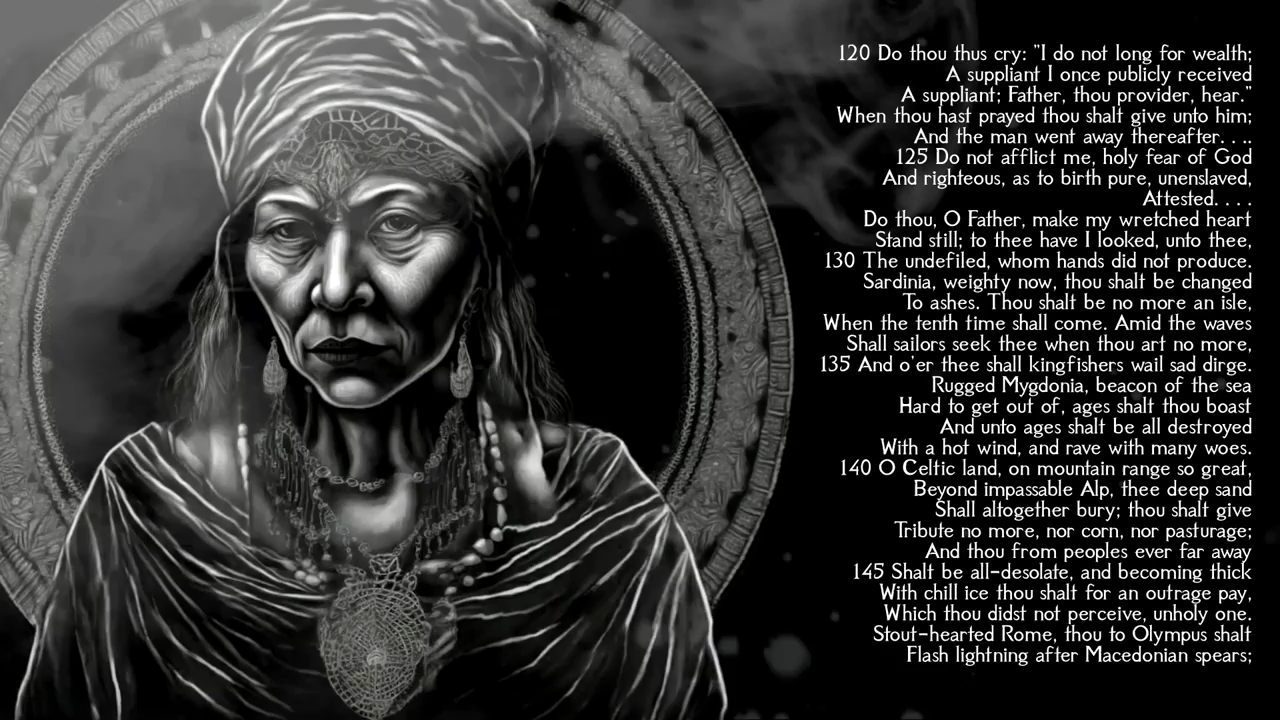 120 Do thou thus cry: "I do not long for wealth;
A suppliant I once publicly received
A suppliant; Father, thou provider, hear."
When thou hast prayed thou shalt give unto him;
And the man went away thereafter. . ..
125 Do not afflict me, holy fear of God
And righteous, as to birth pure, unenslaved,
Attested. . . .
Do thou, O Father, make my wretched heart
Stand still; to thee have I looked, unto thee,
130 The undefiled, whom hands did not produce.
Sardinia, weighty now, thou shalt be changed
To ashes. Thou shalt be no more an isle,
When the tenth time shall come. Amid the waves
Shall sailors seek thee when thou art no more,
135 And o'er thee shall kingfishers wail sad dirge.
Rugged Mygdonia, beacon of the sea
Hard to get out of, ages shalt thou boast
And unto ages shalt be all destroyed
With a hot wind, and rave with many woes.
140 O Celtic land, on mountain range so great,
Beyond impassable Alp, thee deep sand
Shall altogether bury; thou shalt give
Tribute no more, nor corn, nor pasturage;
And thou from peoples ever far away
145 Shalt be all-desolate, and becoming thick
With chill ice thou shalt for an outrage pay,
Which thou didst not perceive, unholy one.
Stout-hearted Rome, thou to Olympus shalt
Flash lightning after Macedonian spears;